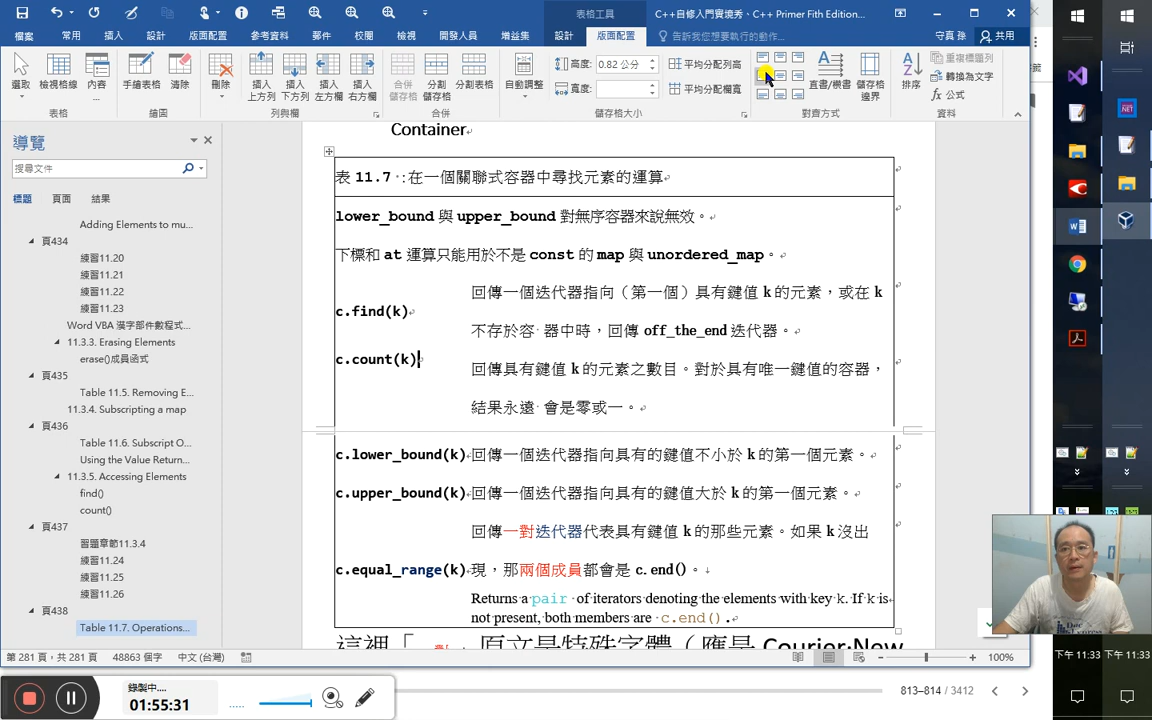 表格工具
C++自修入門實境秀、C++ Primer Fith Edition...
檔案 常用 插入 設計 版面配置 參考資料 郵件 校閱 檢視 開發人員 增益集 設計 版面配置 告訴我您想要執行的動作... 守真 孫 共用
選取 檢視格線 內容 ... 手繪表格 清除 刪除 插入上方列 插入下方列 插入左方欄 插入右方欄 合併儲存格 分割儲存格 分割表格 自動調整 高度: 0.82 公分 平均分配列高 直書/橫書 儲存格邊界 排序 重複標題列
寬度: 平均分配欄寬 轉換為文字
公式
表格 繪圖 列與欄 合併 儲存格大小 對齊方式 資料
導覽
搜尋文件
標題 頁面 結果
Adding Elements to mu...
頁434
練習11.20
練習11.21
練習11.22
練習11.23
Word VBA 漢字部件數程式...
11.3.3. Erasing Elements
erase()成員函式
頁435
Table 11.5. Removing E...
11.3.4. Subscripting a map
頁436
Table 11.6. Subscript O...
Using the Value Return...
11.3.5. Accessing Elements
find()
count()
頁437
習題章節11.3.4
練習11.24
練習11.25
練習11.26
頁438
Table 11.7. Operations...
Container
表 11.7 :在一個關聯式容器中尋找元素的運算
lower_bound 與 upper_bound 對無序容器來說無效。
下標和 at 運算只能用於不是 const 的 map 與 unordered_map。
c.find(k) 回傳一個迭代器指向（第一個）具有鍵值 k 的元素，或在 k
不存於容 器中時，回傳 off_the_end 迭代器。
c.count(k) 回傳具有鍵值 k 的元素之數目。對於具有唯一鍵值的容器，
結果永遠 會是零或一。
c.lower_bound(k) 回傳一個迭代器指向具有的鍵值不小於 k 的第一個元素。
c.upper_bound(k) 回傳一個迭代器指向具有的鍵值大於 k 的第一個元素。
回傳一對迭代器代表具有鍵值 k 的那些元素。如果 k 沒出
c.equal_range(k) 現，那兩個成員都會是 c.end()。
Returns a pair of iterators denoting the elements with key k. If k is
not present, both members are c.end().
第 281 頁，共 281 頁 48863 個字 中文 (台灣) 100%
錄製中....
01:55:31
813–814 / 3412
下午 11:33 下午 11:33